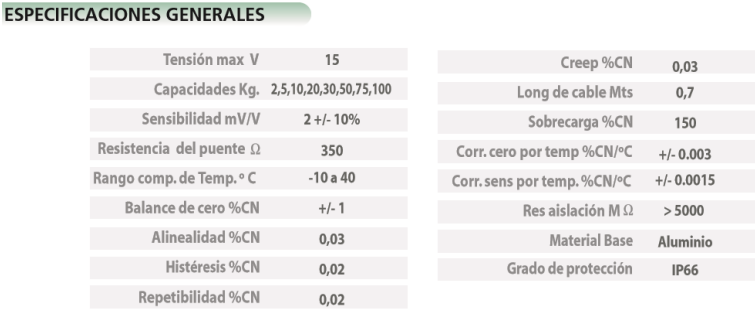 ESPECIFICACIONES GENERALES
Tensión max V 15
Capacidades Kg. 2,5,10,20,30,50,75,100
Sensibilidad mV/V 2 +/- 10%
Resistencia del puente Ω 350
Rango comp. de Temp. º C -10 a 40
Balance de cero %CN +/- 1
Alinealidad %CN 0,03
Histéresis %CN 0,02
Repetibilidad %CN 0,02
Creep %CN 0,03
Long de cable Mts 0,7
Sobrecarga %CN 150
Corr. cero por temp %CN/ºC +/- 0.003
Corr. sens por temp. %CN/ºC +/- 0.0015
Res aislación M Ω > 5000
Material Base Aluminio
Grado de protección IP66